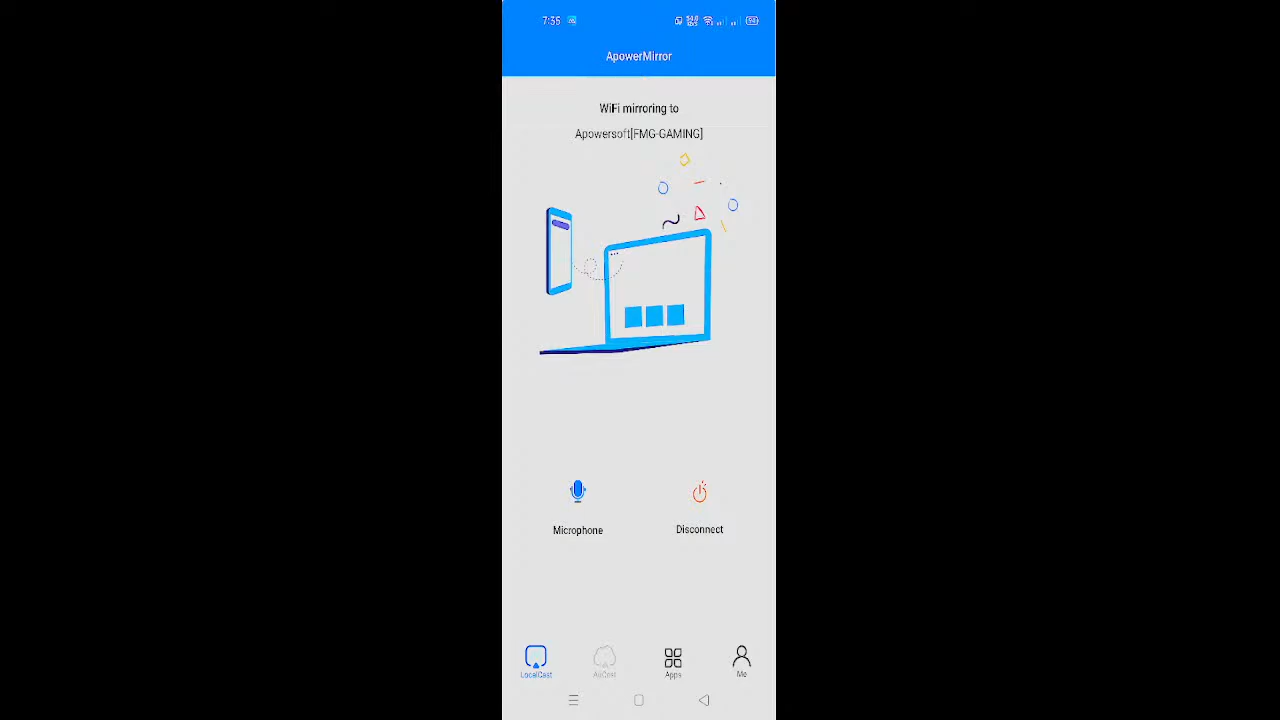 7:35
ApowerMirror
WiFi mirroring to
Apowersoft[FMG-GAMING]
Microphone
Disconnect
LocalCast
Apps
Me